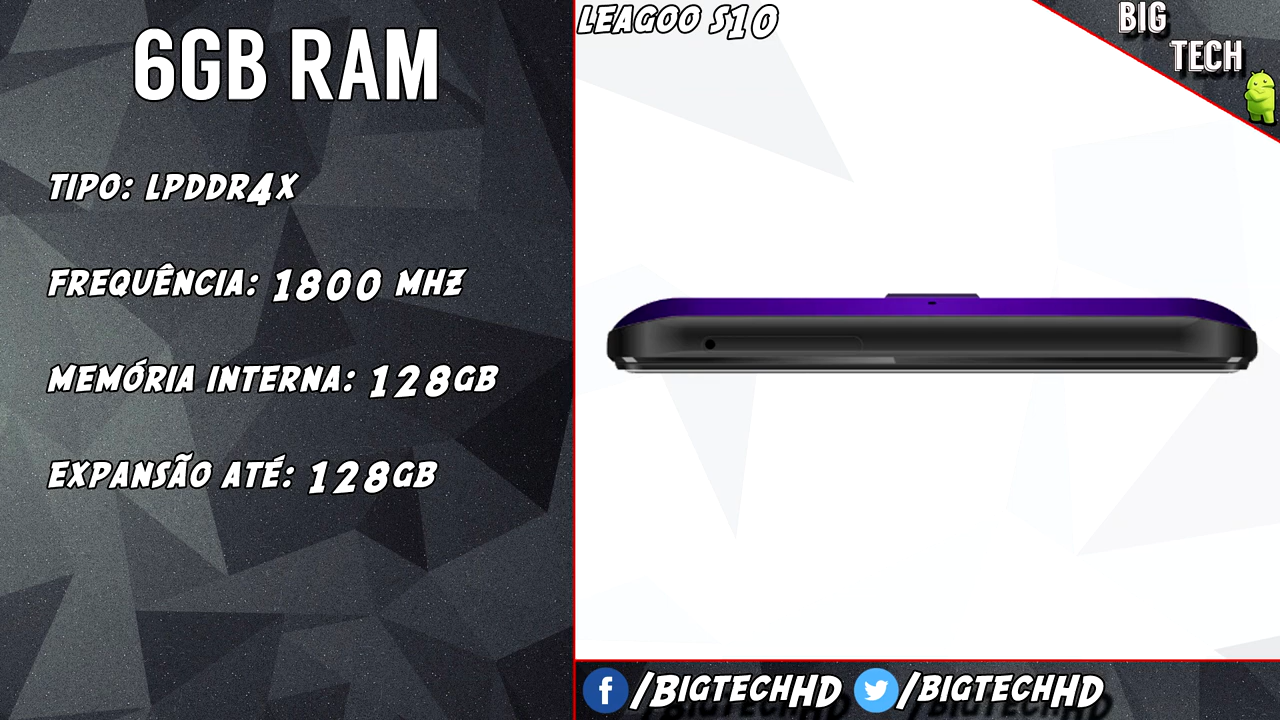 6GB RAM
TIPO: LPDDR4X
FREQUÊNCIA: 1800 MHZ
MEMÓRIA INTERNA: 128GB
EXPANSÃO ATÉ: 128GB
LEAGOO S10
BIG
TECH
/BIGTECHHD /BIGTECHHD